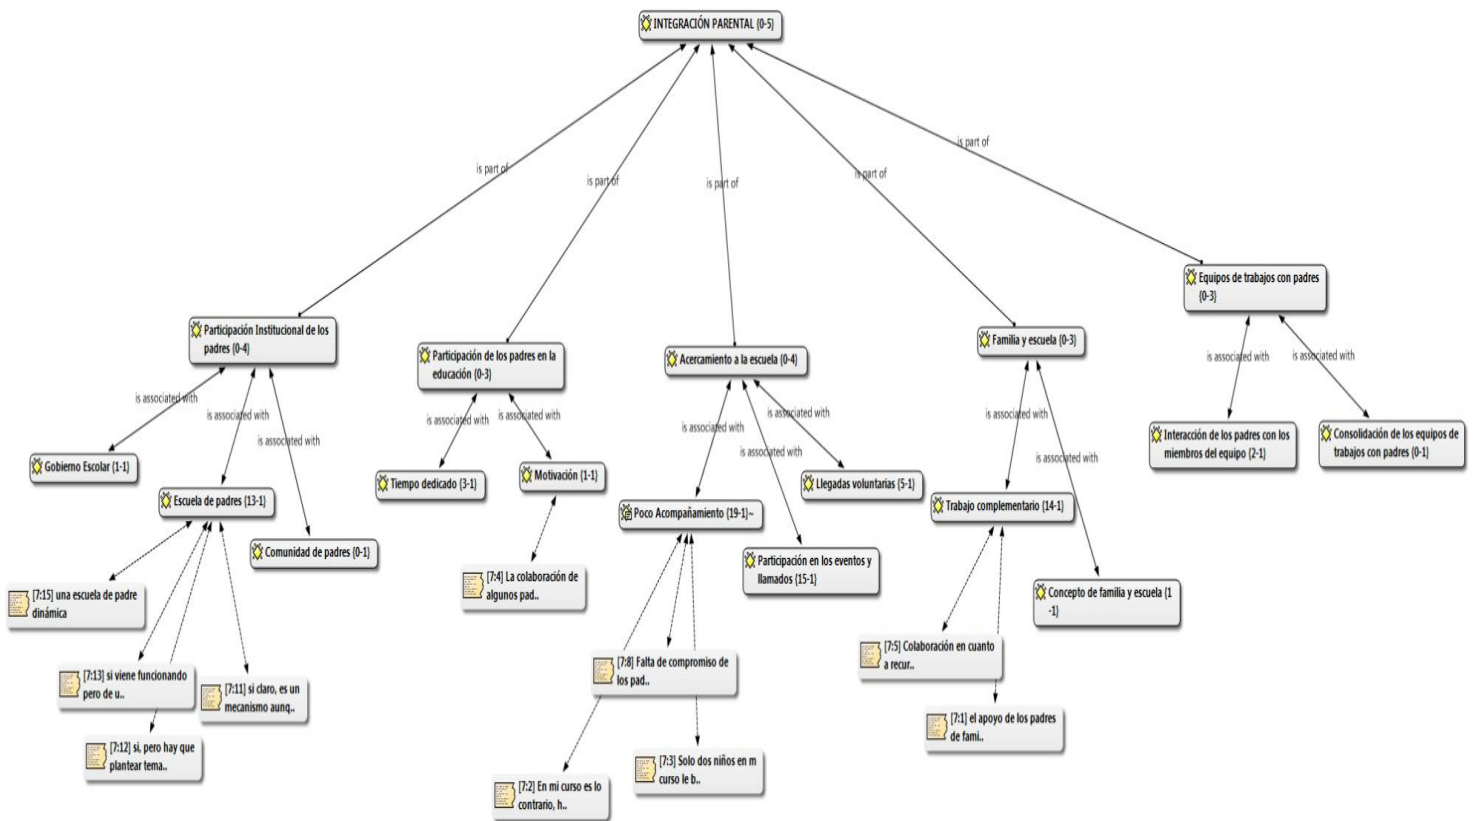 INTEGRACIÓN PARENTAL {0-5}
is part of
is part of
is part of
is part of
is part of
Equipos de trabajos con padres
{0-3}
Participación Institucional de los
padres {0-4}
Participación de los padres en la
educación {0-3}
Acercamiento a la escuela {0-4}
Familia y escuela {0-3}
is associated with
is associated with
is associated with
is associated with
is associated with
is associated with
is associated with
is associated with
is associated with
is associated with
is associated with
is associated with
Gobierno Escolar {1-1}
Escuela de padres {13-1}
Comunidad de padres {0-1}
Tiempo dedicado {3-1}
Motivación {1-1}
Poco Acompañamiento {19-1}~
Participación en los eventos y
llamados {15-1}
Llegadas voluntarias {5-1}
Trabajo complementario {14-1}
Concepto de familia y escuela {1
-1}
Interacción de los padres con los
miembros del equipo {2-1}
Consolidación de los equipos de
trabajos con padres {0-1}
[7:15] una escuela de padre
dinámica
[7:13] si viene funcionando
pero de u..
[7:11] si claro, es un
mecanismo aunq..
[7:12] si, pero hay que
plantear tema..
[7:4] La colaboración de
algunos pad..
[7:8] Falta de compromiso de
los pad..
[7:2] En mi curso es lo
contrario, h..
[7:3] Solo dos niños en m
curso le b..
[7:5] Colaboración en cuanto
a recur..
[7:1] el apoyo de los padres
de fami..